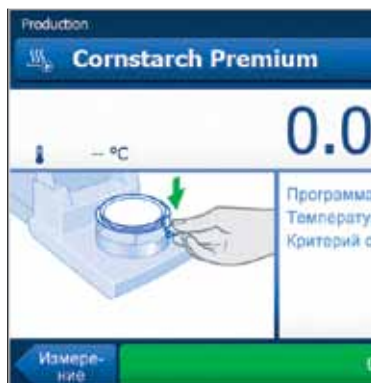 Production
Cornstarch Premium
0.0
-- °C
Программа
Температу
Критерий с
Измере-
ние